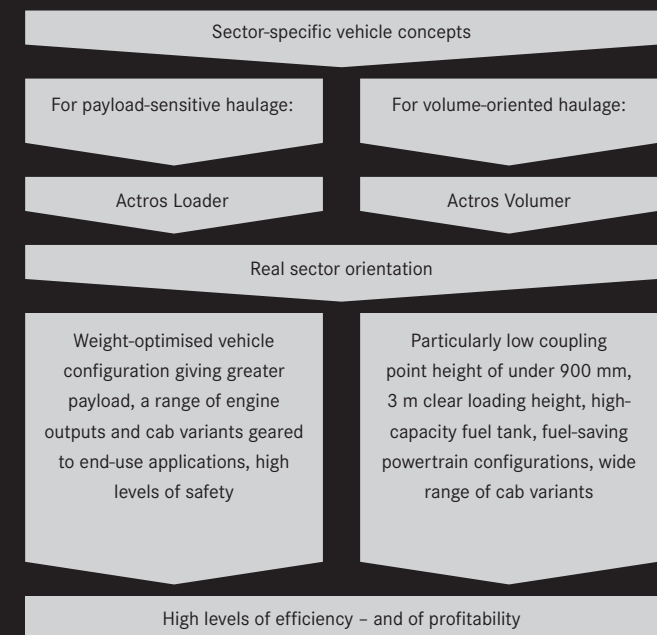 Sector-specific vehicle concepts
For payload-sensitive haulage:
For volume-oriented haulage:
Actros Loader
Actros Volumer
Real sector orientation
Weight-optimised vehicle
configuration giving greater
payload, a range of engine
outputs and cab variants geared
to end-use applications, high
levels of safety
Particularly low coupling
point height of under 900 mm,
3 m clear loading height, high-
capacity fuel tank, fuel-saving
powertrain configurations, wide
range of cab variants
High levels of efficiency – and of profitability